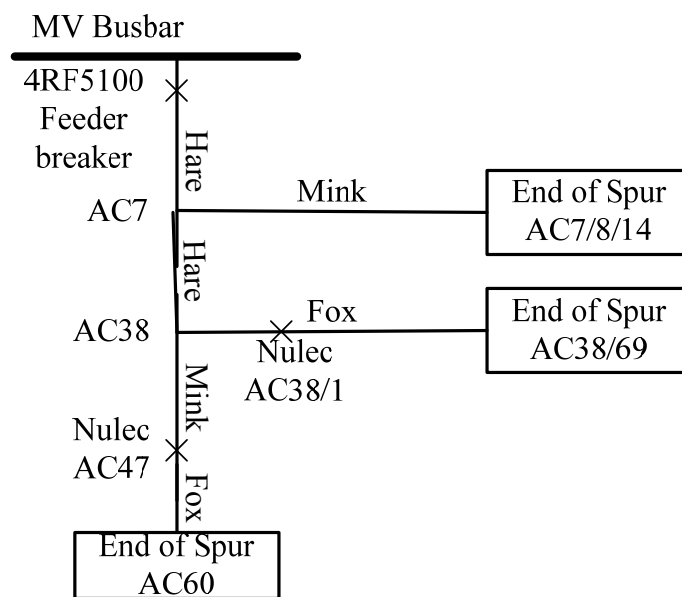 MV Busbar
4RF5100
Feeder
breaker
Hare
AC7
Mink
End of Spur
AC7/8/14
Hare
AC38
Fox
Nulec
AC38/1
End of Spur
AC38/69
Mink
Nulec
AC47
Fox
End of Spur
AC60